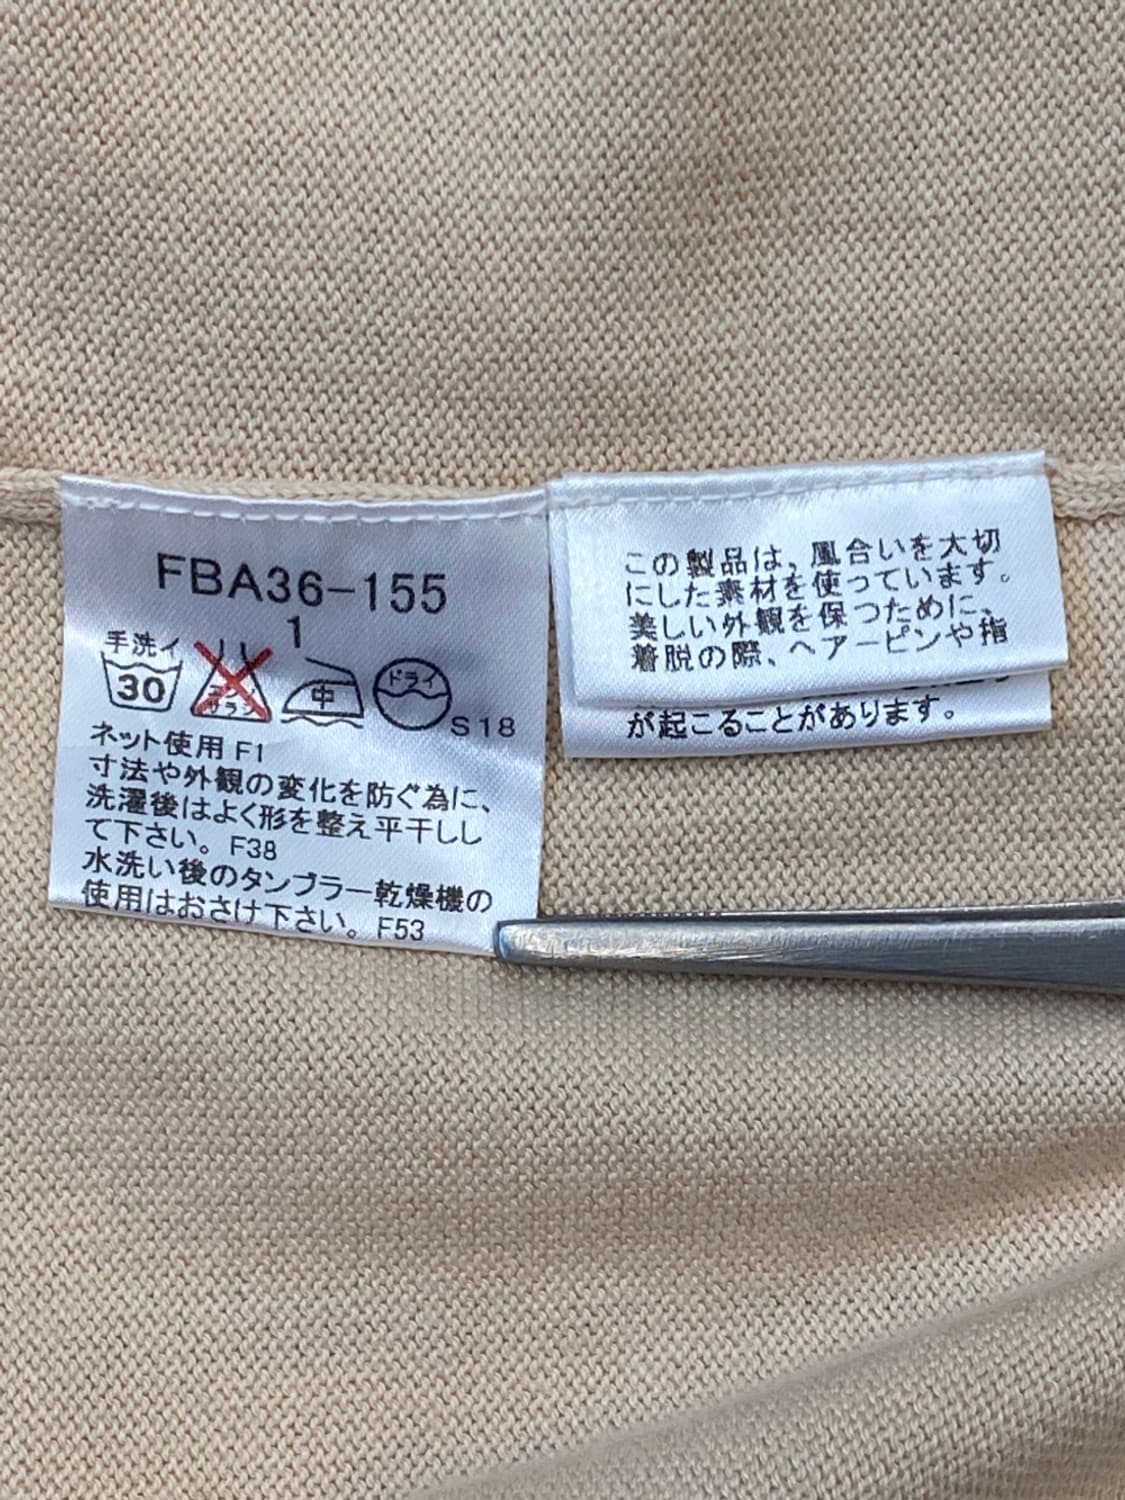 FBA36-155
1
手洗イ
30
エンソ
サラシ
中
ドライ
S18
ネット使用 F1
寸法や外観の変化を防ぐ為に、
洗濯後はよく形を整え平干しし
て下さい。F38
水洗い後のタンブラー乾燥機の
使用はおさけ下さい。F53
この製品は、風合いを大切
にした素材を使っています。
美しい外観を保つために、
着脱の際、ヘアーピンや指
が起こることがあります。